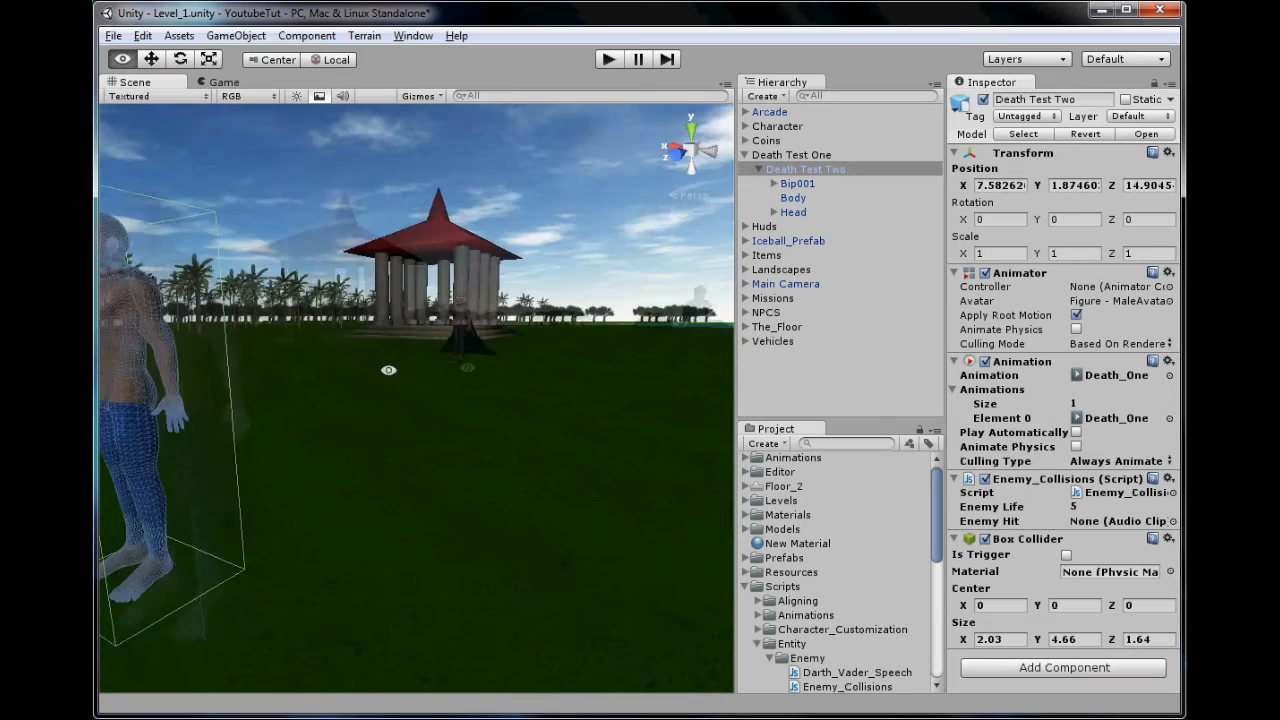 Unity - Level_1.unity - YoutubeTut - PC, Mac & Linux Standalone*
File Edit Assets GameObject Component Terrain Window Help
Center Local Layers Default
Scene Game
Textured RGB Gizmos All
y
x
z
Persp
Hierarchy
Create All
Arcade
Character
Coins
Death Test One
Death Test Two
Bip001
Body
Head
Huds
Iceball_Prefab
Items
Landscapes
Main Camera
Missions
NPCS
The_Floor
Vehicles
Project
Create
Animations
Editor
Floor_2
Levels
Materials
Models
New Material
Prefabs
Resources
Scripts
Aligning
Animations
Character_Customization
Entity
Enemy
Darth_Vader_Speech
Enemy_Collisions
Inspector
Death Test Two Static
Tag Untagged Layer Default
Model Select Revert Open
Transform
Position
X 7.58262 Y 1.8746 Z 14.9045
Rotation
X 0 Y 0 Z 0
Scale
X 1 Y 1 Z 1
Animator
Controller None (Animator Co
Avatar Figure - MaleAvata
Apply Root Motion
Animate Physics
Culling Mode Based On Rendere
Animation
Animation Death_One
Animations
Size 1
Element 0 Death_One
Play Automatically
Animate Physics
Culling Type Always Animate
Enemy_Collisions (Script)
Script Enemy_Collisi
Enemy Life 5
Enemy Hit None (Audio Clip
Box Collider
Is Trigger
Material None (Physic Ma
Center
X 0 Y 0 Z 0
Size
X 2.03 Y 4.66 Z 1.64
Add Component